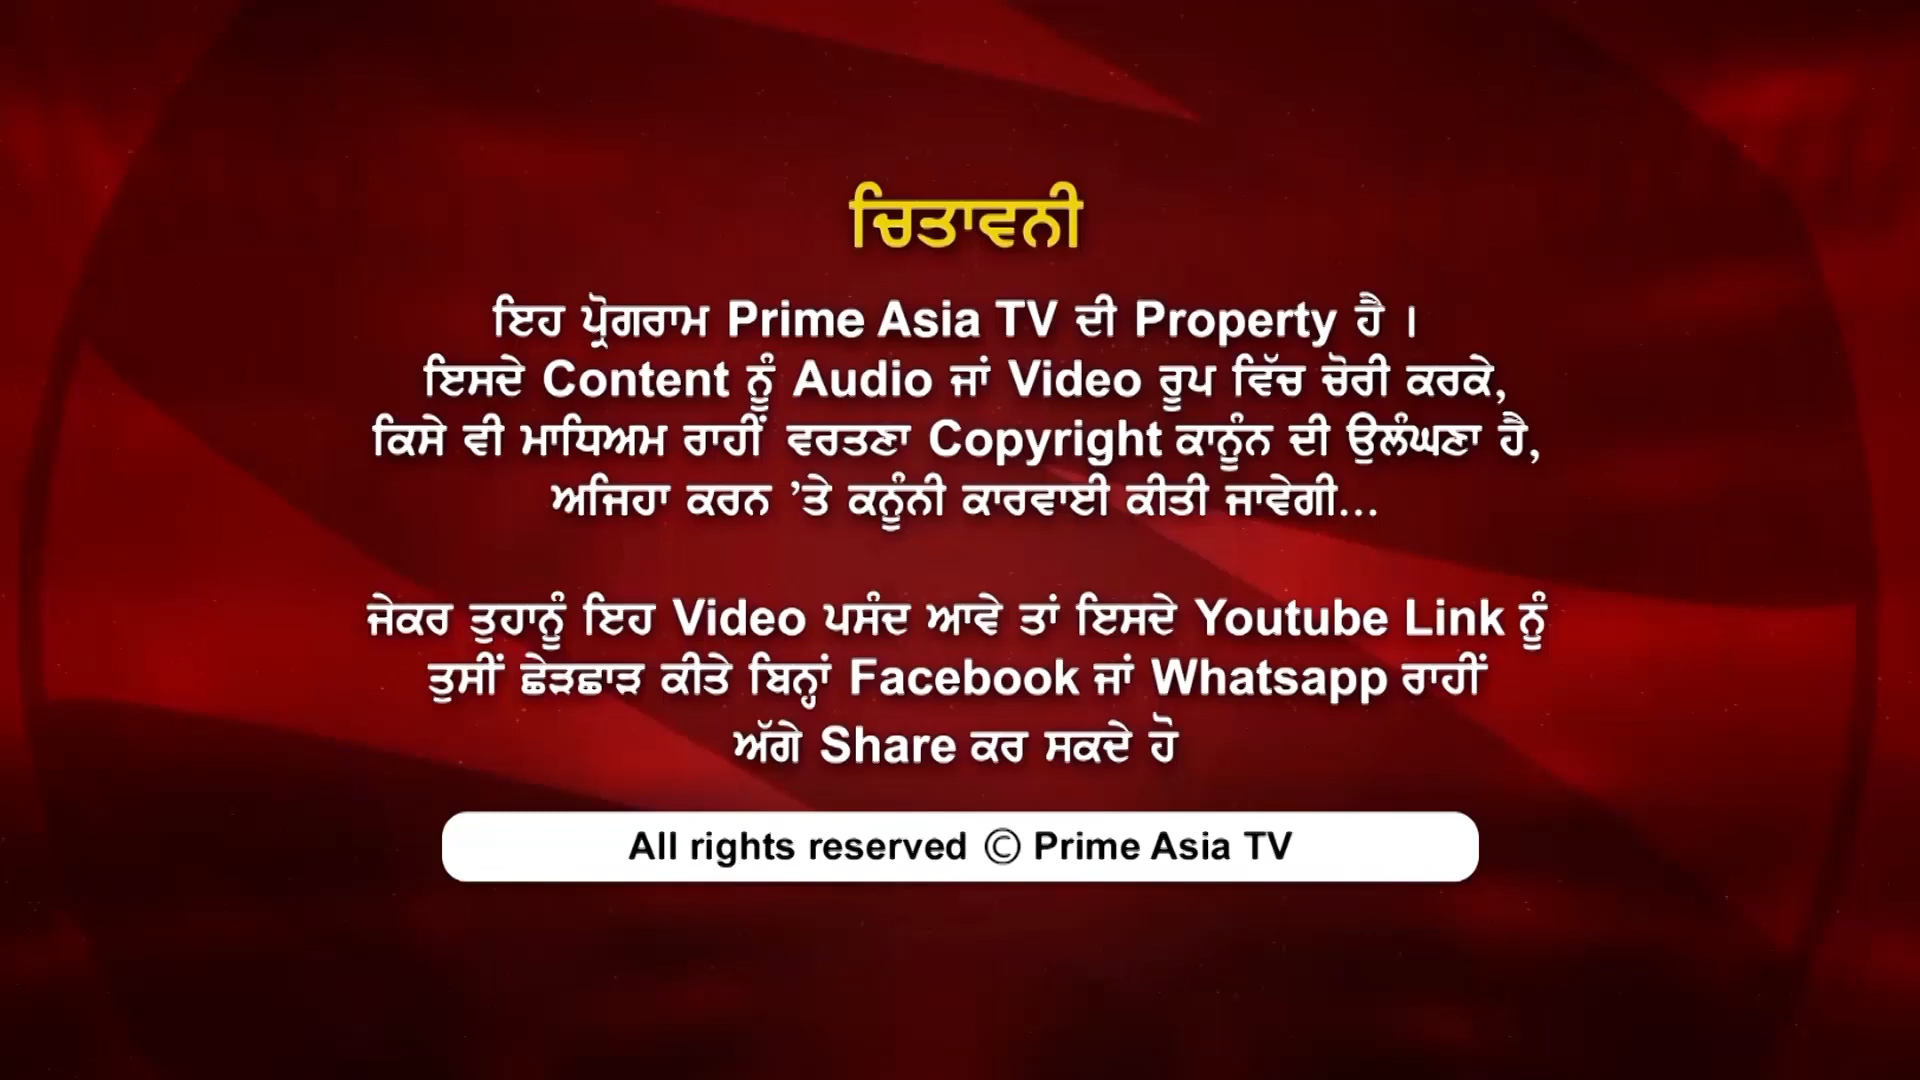 ਚਿਤਾਵਨੀ
ਇਹ ਪ੍ਰੋਗਰਾਮ Prime Asia TV ਦੀ Property ਹੈ ।
ਇਸਦੇ Content ਨੂੰ Audio ਜਾਂ Video ਰੂਪ ਵਿੱਚ ਚੋਰੀ ਕਰਕੇ,
ਕਿਸੇ ਵੀ ਮਾਧਿਅਮ ਰਾਹੀਂ ਵਰਤਣਾ Copyright ਕਾਨੂੰਨ ਦੀ ਉਲੰਘਣਾ ਹੈ,
ਅਜਿਹਾ ਕਰਨ ’ਤੇ ਕਨੂੰਨੀ ਕਾਰਵਾਈ ਕੀਤੀ ਜਾਵੇਗੀ...
ਜੇਕਰ ਤੁਹਾਨੂੰ ਇਹ Video ਪਸੰਦ ਆਵੇ ਤਾਂ ਇਸਦੇ Youtube Link ਨੂੰ
ਤੁਸੀਂ ਛੇੜਛਾੜ ਕੀਤੇ ਬਿਨ੍ਹਾਂ Facebook ਜਾਂ Whatsapp ਰਾਹੀਂ
ਅੱਗੇ Share ਕਰ ਸਕਦੇ ਹੋ
All rights reserved © Prime Asia TV